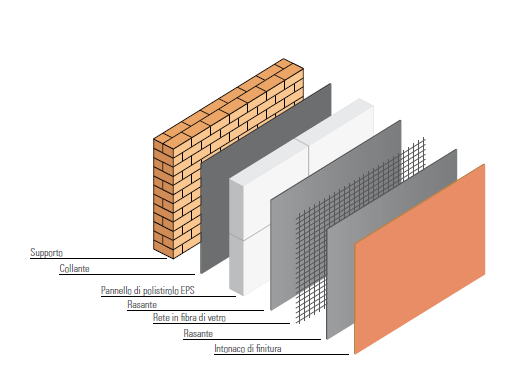 Supporto
Collante
Pannello di polistirolo EPS
Rasante
Rete in fibra di vetro
Rasante
Intonaco di finitura